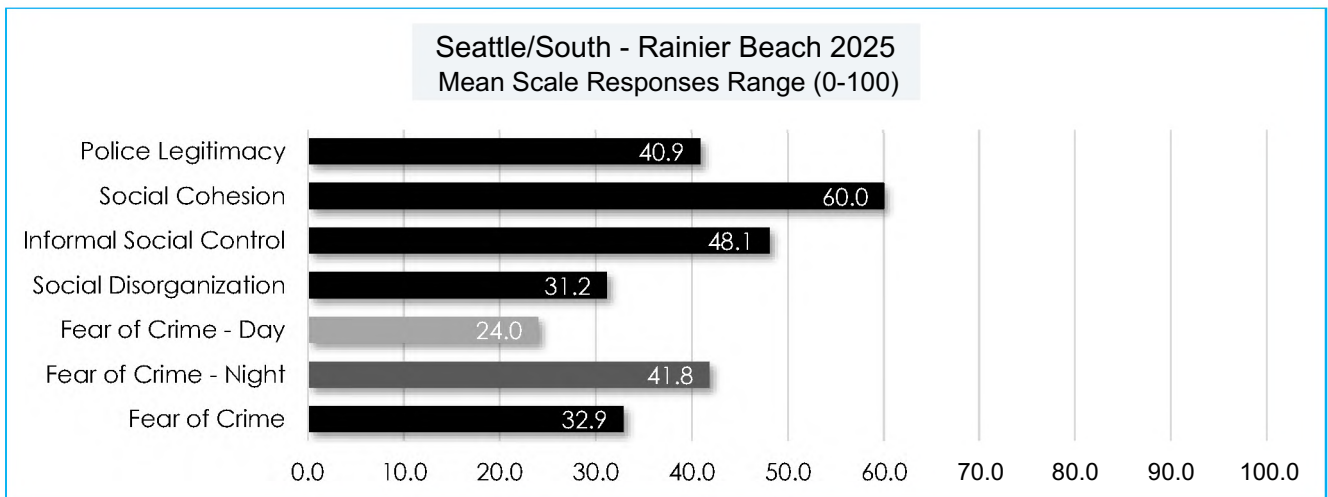 Seattle/South - Rainier Beach 2025
Mean Scale Responses Range (0-100)
Police Legitimacy 40.9
Social Cohesion 60.0
Informal Social Control 48.1
Social Disorganization 31.2
Fear of Crime - Day 24.0
Fear of Crime - Night 41.8
Fear of Crime 32.9
0.0 10.0 20.0 30.0 40.0 50.0 60.0 70.0 80.0 90.0 100.0